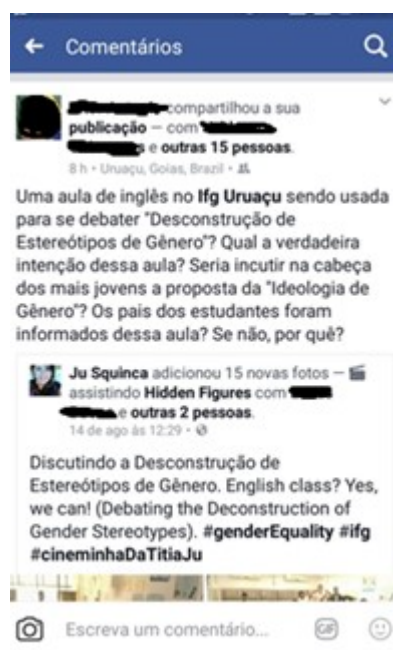 Comentários
compartilhou a sua
publicação — com
e outras 15 pessoas.
8 h • Uruaçu, Goias, Brazil •
Uma aula de inglês no Ifg Uruaçu sendo usada
para se debater "Desconstrução de
Estereótipos de Gênero"? Qual a verdadeira
intenção dessa aula? Seria incutir na cabeça
dos mais jovens a proposta da "Ideologia de
Gênero"? Os pais dos estudantes foram
informados dessa aula? Se não, por quê?
Ju Squinca adicionou 15 novas fotos —
assistindo Hidden Figures com
e outras 2 pessoas.
14 de ago às 12:29 •
Discutindo a Desconstrução de
Estereótipos de Gênero. English class? Yes,
we can! (Debating the Deconstruction of
Gender Stereotypes). #genderEquality #ifg
#cineminhaDaTitiaJu
Escreva um comentário...
GIF